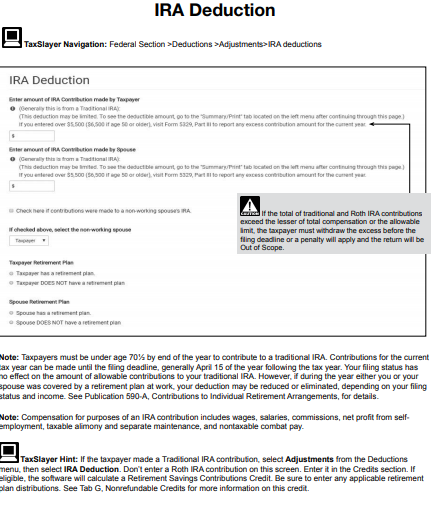 IRA Deduction
TaxSlayer Navigation: Federal Section >Deductions >Adjustments>IRA deductions
IRA Deduction
Enter amount of IRA Contribution made by Taxpayer
(Generally this is from a Traditional IRA):
(This deduction may be limited. To see the deductible amount, go to the "Summary/Print" tab located on the left menu after continuing through this page.)
If you entered over $5,500 ($6,500 if age 50 or older), visit Form 5329, Part III to report any excess contribution amount for the current year.
$
Enter amount of IRA Contribution made by Spouse
(Generally this is from a Traditional IRA):
(This deduction may be limited. To see the deductible amount, go to the "Summary/Print" tab located on the left menu after continuing through this page.)
If you entered over $5,500 ($6,500 if age 50 or older), visit Form 5329, Part III to report any excess contribution amount for the current year.
$
Check here if contributions were made to a non-working spouse's IRA.
If checked above, select the non-working spouse
Taxpayer
CAUTION If the total of traditional and Roth IRA contributions
exceed the lesser of total compensation or the allowable
limit, the taxpayer must withdraw the excess before the
filing deadline or a penalty will apply and the return will be
Out of Scope.
Taxpayer Retirement Plan
Taxpayer has a retirement plan.
Taxpayer DOES NOT have a retirement plan
Spouse Retirement Plan
Spouse has a retirement plan.
Spouse DOES NOT have a retirement plan
Note: Taxpayers must be under age 70½ by end of the year to contribute to a traditional IRA. Contributions for the current
tax year can be made until the filing deadline, generally April 15 of the year following the tax year. Your filing status has
no effect on the amount of allowable contributions to your traditional IRA. However, if during the year either you or your
spouse was covered by a retirement plan at work, your deduction may be reduced or eliminated, depending on your filing
status and income. See Publication 590-A, Contributions to Individual Retirement Arrangements, for details.
Note: Compensation for purposes of an IRA contribution includes wages, salaries, commissions, net profit from self-
employment, taxable alimony and separate maintenance, and nontaxable combat pay.
TaxSlayer Hint: If the taxpayer made a Traditional IRA contribution, select Adjustments from the Deductions
menu, then select IRA Deduction. Don't enter a Roth IRA contribution on this screen. Enter it in the Credits section. If
eligible, the software will calculate a Retirement Savings Contributions Credit. Be sure to enter any applicable retirement
plan distributions. See Tab G, Nonrefundable Credits for more information on this credit.